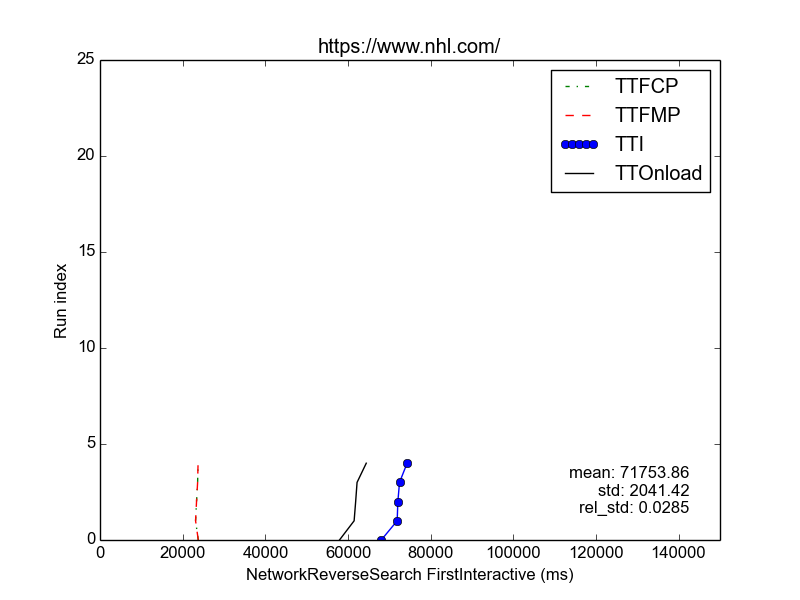 https://www.nhl.com/
25
20
15
10
5
0
Run index
TTFCP
TTFMP
TTI
TTOnload
mean: 71753.86
std: 2041.42
rel_std: 0.0285
0 20000 40000 60000 80000 100000 120000 140000
NetworkReverseSearch FirstInteractive (ms)